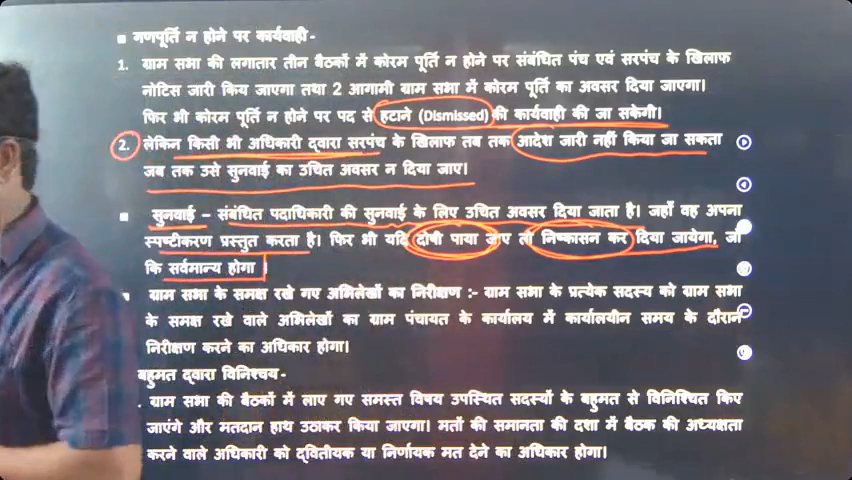 गणपूर्ति न होने पर कार्यवाही -
1. ग्राम सभा की लगातार तीन बैठकों में कोरम पूर्ति न होने पर संबंधित पंच एवं सरपंच के खिलाफ
नोटिस जारी किय जाएगा तथा 2 आगामी ग्राम सभा में कोरम पूर्ति का अवसर दिया जाएगा।
फिर भी कोरम पूर्ति न होने पर पद से हटाने (Dismissed) की कार्यवाही की जा सकेगी।
2. लेकिन किसी भी अधिकारी द्वारा सरपंच के खिलाफ तब तक आदेश जारी नहीं किया जा सकता
जब तक उसे सुनवाई का उचित अवसर न दिया जाए।
सुनवाई – संबंधित पदाधिकारी की सुनवाई के लिए उचित अवसर दिया जाता है। जहाँ वह अपना
स्पष्टीकरण प्रस्तुत करता है। फिर भी यदि दोषी पाया जाए तो निष्कासन कर दिया जायेगा, जो
कि सर्वमान्य होगा।
ग्राम सभा के समक्ष रखे गए अभिलेखों का निरीक्षण :- ग्राम सभा के प्रत्येक सदस्य को ग्राम सभा
के समक्ष रखे वाले अभिलेखों का ग्राम पंचायत के कार्यालय में कार्यालयीन समय के दौरान
निरीक्षण करने का अधिकार होगा।
बहुमत द्वारा विनिश्चय -
ग्राम सभा की बैठकों में लाए गए समस्त विषय उपस्थित सदस्यों के बहुमत से विनिश्चित किए
जाएंगे और मतदान हाथ उठाकर किया जाएगा। मतों की समानता की दशा में बैठक की अध्यक्षता
करने वाले अधिकारी को द्वितीयक या निर्णायक मत देने का अधिकार होगा।